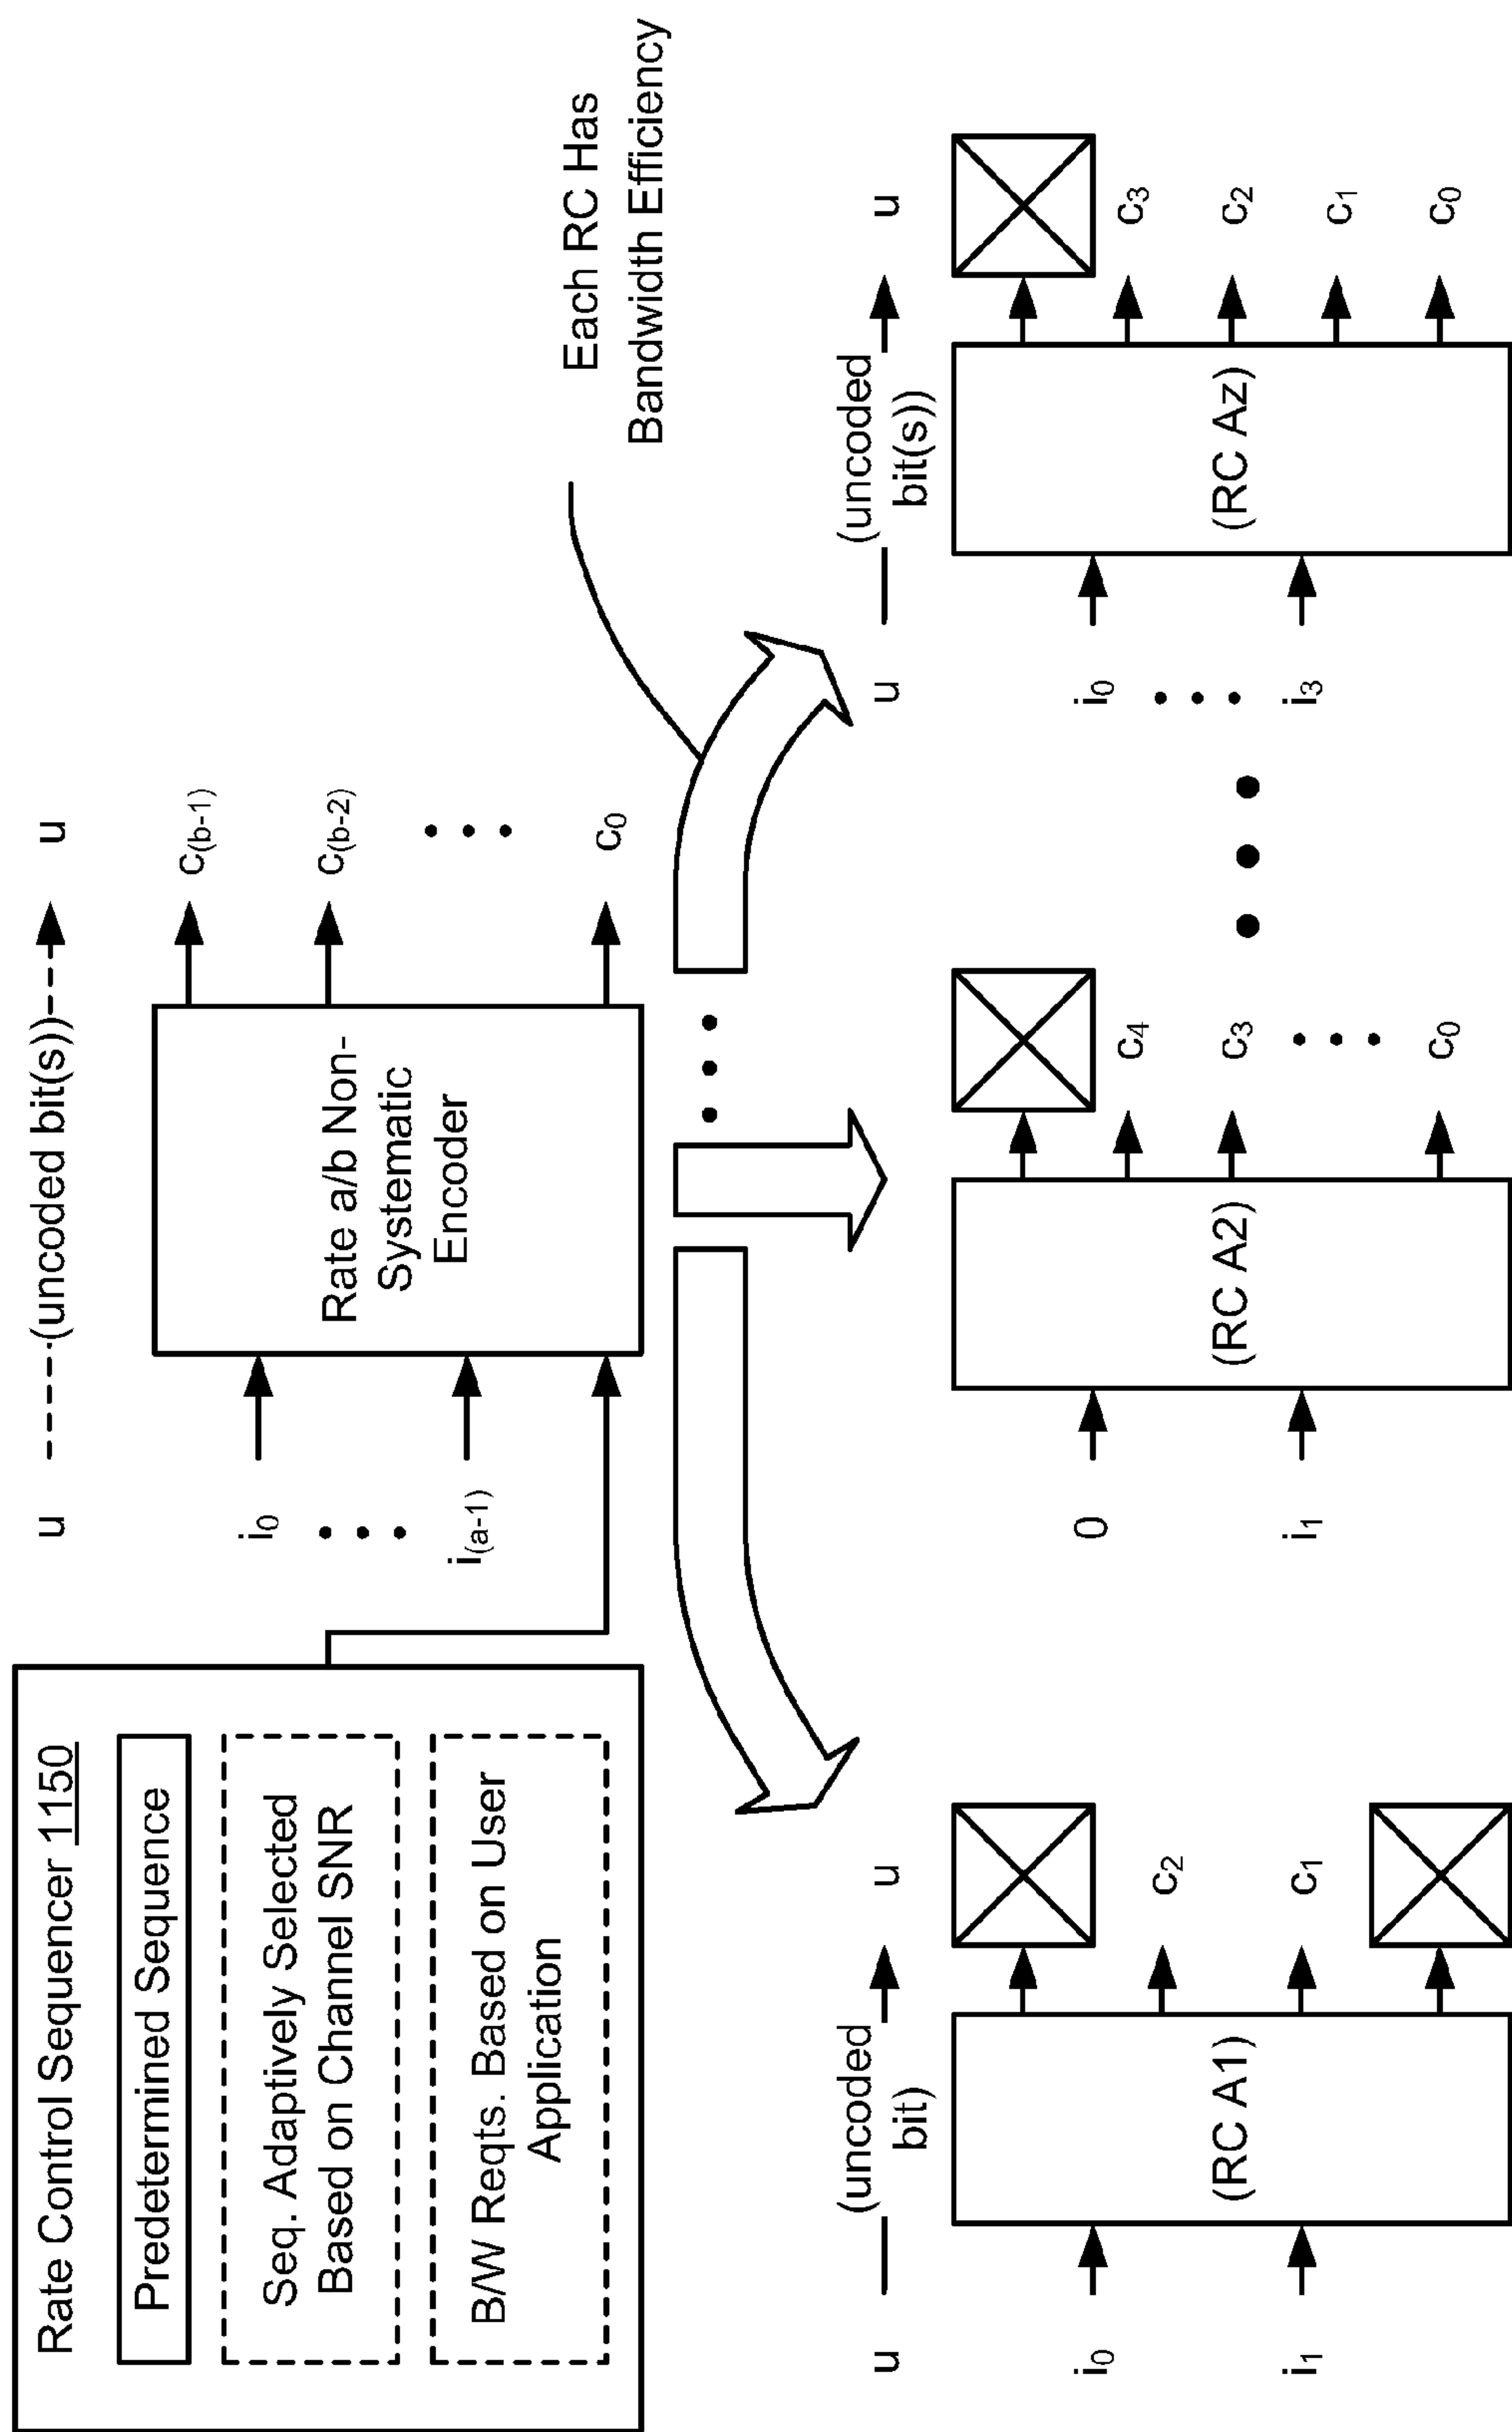 Rate Control Sequencer 1150
Predetermined Sequence
Seq. Adaptively Selected
Based on Channel SNR
B/W Reqts. Based on User
Application
u (uncoded bit(s)) u
i0
i(a-1)
Rate a/b Non-
Systematic
Encoder
c(b-1)
c(b-2)
c0
Each RC Has
Bandwidth Efficiency
u
(uncoded
bit)
u
i0
i1
(RC A1)
c2
c1
0
i1
(RC A2)
c4
c3
c0
u
(uncoded
bit(s))
u
i0
i3
(RC Az)
c3
c2
c1
c0